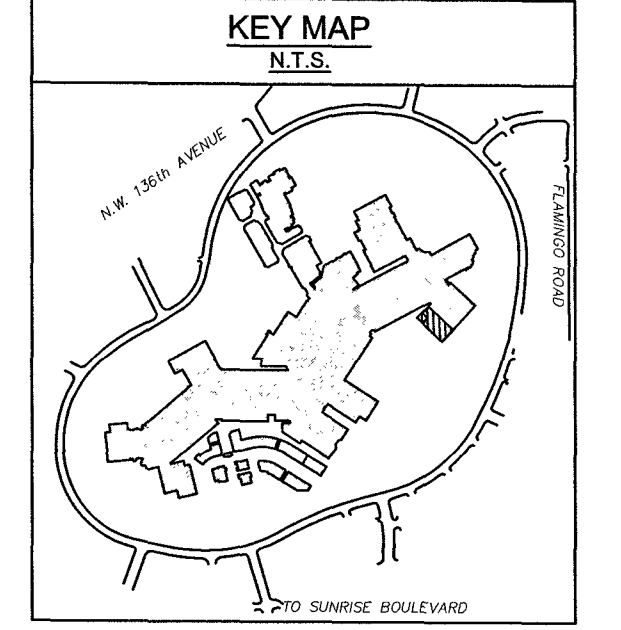 KEY MAP
N.T.S.
N.W. 136th AVENUE
FLAMINGO ROAD
TO SUNRISE BOULEVARD